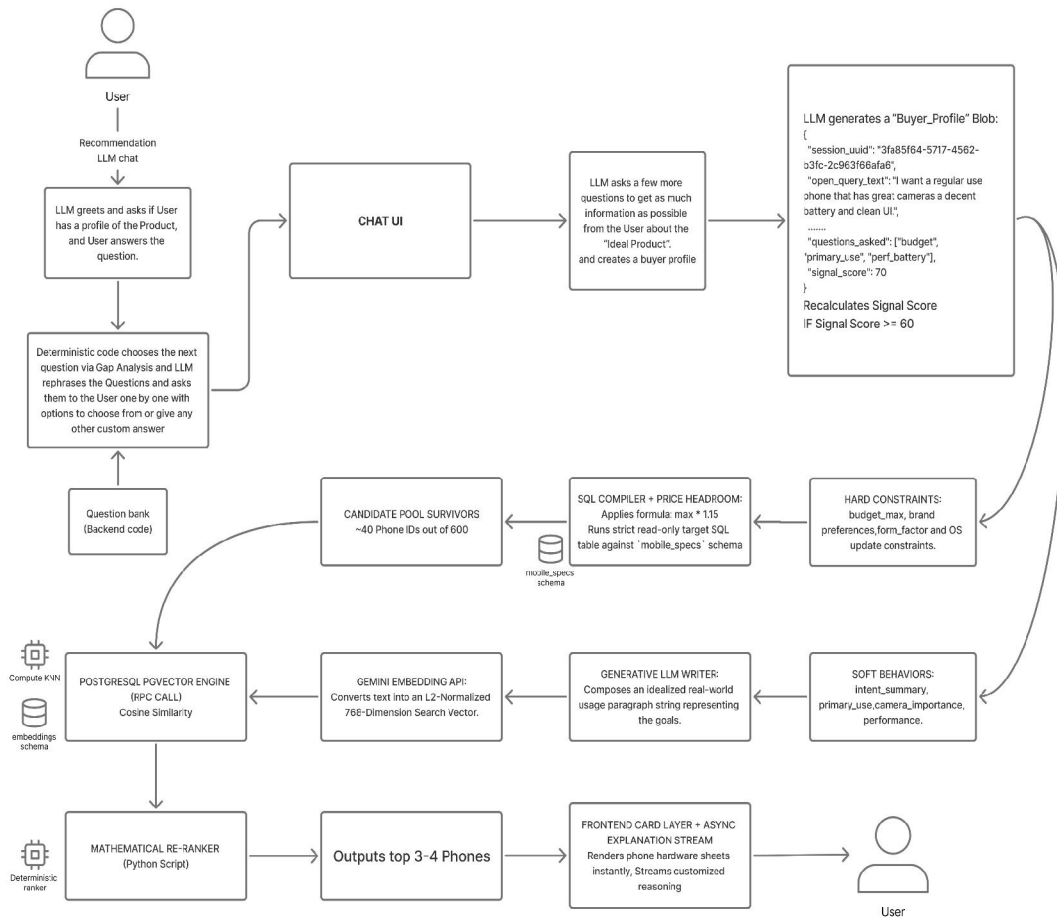 User
Recommendation
LLM chat
LLM greets and asks if User
has a profile of the Product,
and User answers the
question.
Deterministic code chooses the next
question via Gap Analysis and LLM
rephrases the Questions and asks
them to the User one by one with
options to choose from or give any
other custom answer
Question bank
(Backend code)
CHAT UI
LLM asks a few more
questions to get as much
information as possible
from the User about the
"Ideal Product".
and creates a buyer profile
LLM generates a "Buyer_Profile" Blob:
{
"session_uuid": "3fa85f64-5717-4562-
b3fc-2c963f66afa6",
"open_query_text": "I want a regular use
phone that has great cameras a decent
battery and clean UI.",
.......
"questions_asked": ["budget",
"primary_use", "perf_battery"],
"signal_score": 70
}
Recalculates Signal Score
IF Signal Score >= 60
HARD CONSTRAINTS:
budget_max, brand
preferences,form_factor and OS
update constraints.
SQL COMPILER + PRICE HEADROOM:
Applies formula: max * 1.15
Runs strict read-only target SQL
table against `mobile_specs` schema
mobile_specs
schema
CANDIDATE POOL SURVIVORS
~40 Phone IDs out of 600
SOFT BEHAVIORS:
intent_summary,
primary_use,camera_importance,
performance.
GENERATIVE LLM WRITER:
Composes an idealized real-world
usage paragraph string representing
the goals.
GEMINI EMBEDDING API:
Converts text into an L2-Normalized
768-Dimension Search Vector.
POSTGRESQL PGVECTOR ENGINE
(RPC CALL)
Cosine Similarity
Compute KNN
embeddings
schema
MATHEMATICAL RE-RANKER
(Python Script)
Deterministic
ranker
Outputs top 3-4 Phones
FRONTEND CARD LAYER + ASYNC
EXPLANATION STREAM
Renders phone hardware sheets
instantly, Streams customized
reasoning
User